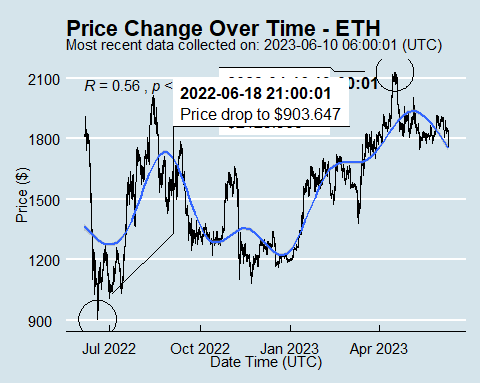 Price Change Over Time - ETH
Most recent data collected on: 2023-06-10 06:00:01 (UTC)
R = 0.56 , p <
2022-06-18 21:00:01
Price drop to $903.647
2100
1800
1500
1200
900
Price ($)
Jul 2022
Oct 2022
Jan 2023
Apr 2023
Date Time (UTC)